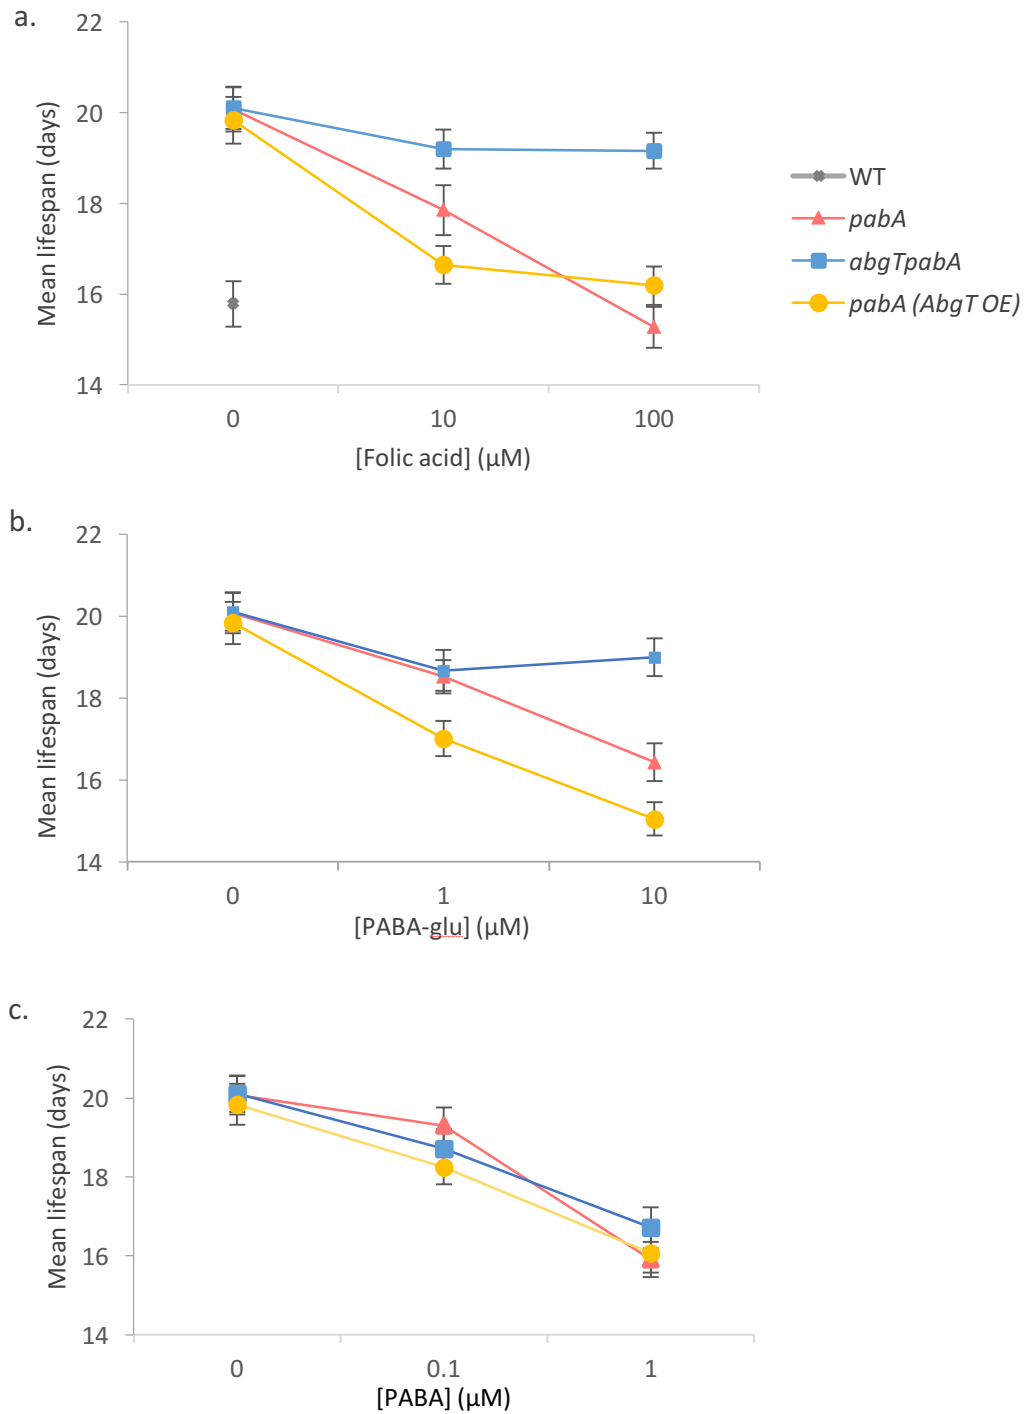 a.
22
20
18
16
14
Mean lifespan (days)
0 10 100
[Folic acid] (µM)
WT
pabA
abgTpabA
pabA (AbgT OE)
b.
22
20
18
16
14
Mean lifespan (days)
0 1 10
[PABA-glu] (µM)
c.
22
20
18
16
14
Mean lifespan (days)
0 0.1 1
[PABA] (µM)